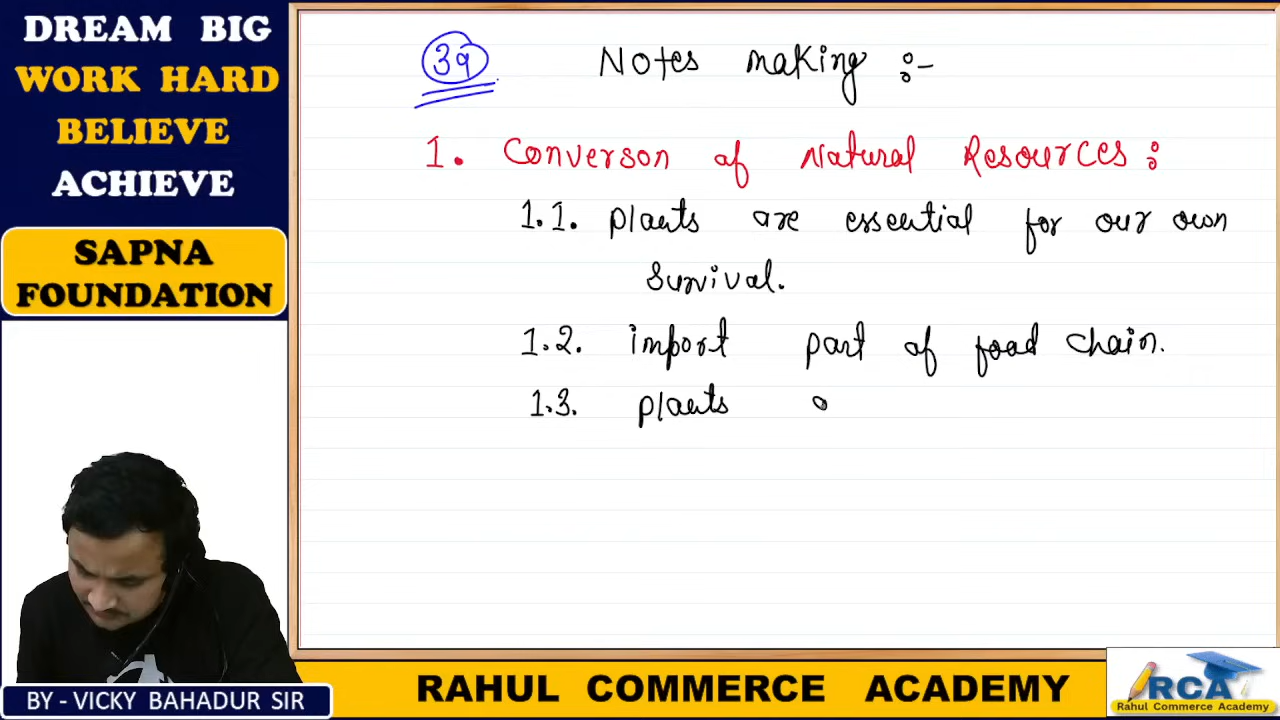 DREAM BIG
WORK HARD
BELIEVE
ACHIEVE
SAPNA
FOUNDATION
39
Notes making :-
1. Converson of Natural Resources :
1.1. plants are essential for our own
survival.
1.2. import part of food chain.
1.3. plants
BY - VICKY BAHADUR SIR
RAHUL COMMERCE ACADEMY
RCA
Rahul Commerce Academy